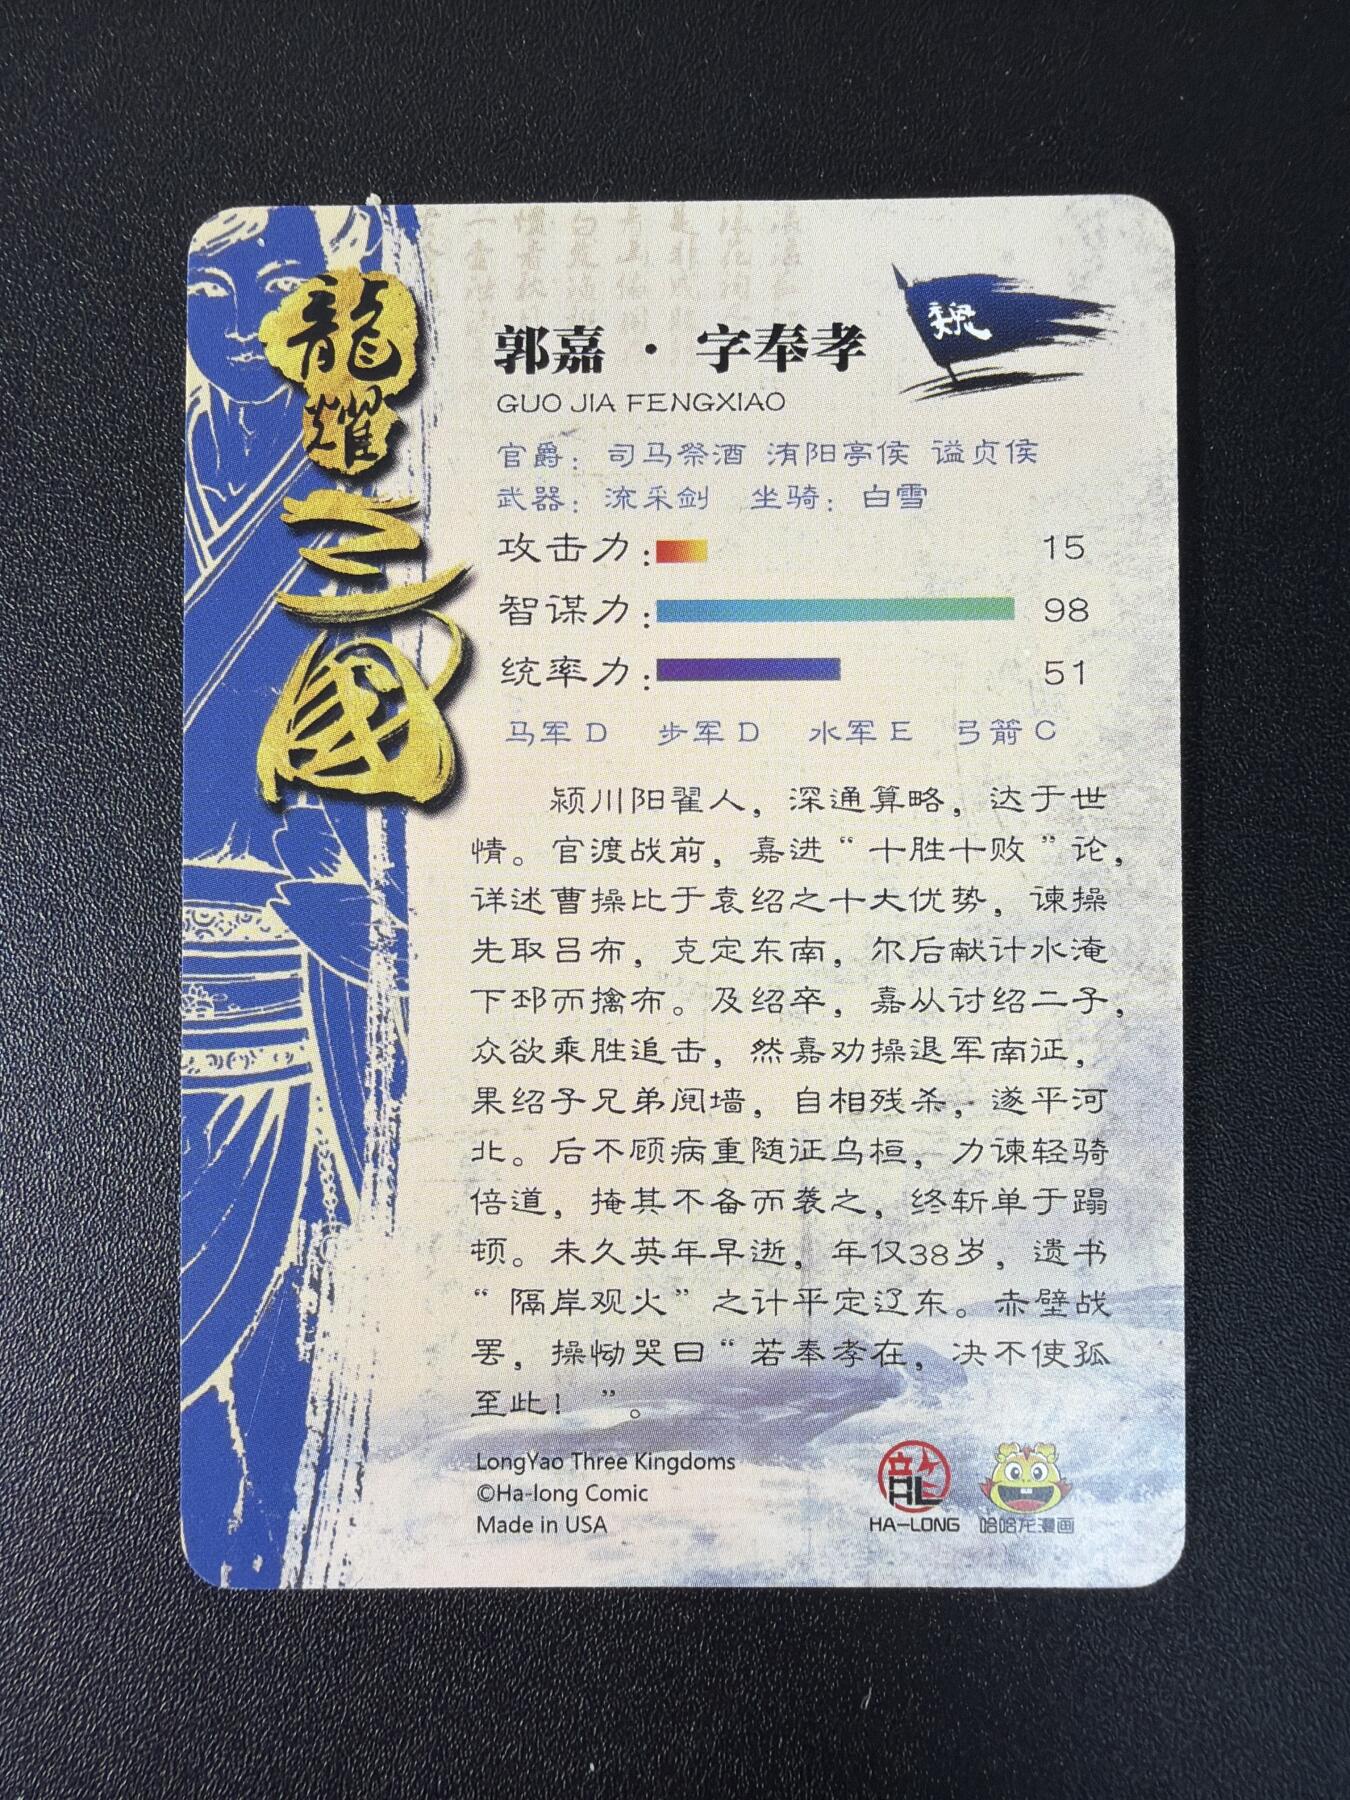 龍耀三國
魏
郭嘉 · 字奉孝
GUO JIA FENGXIAO
官爵：司马祭酒 洧阳亭侯 谥贞侯
武器：流采剑 坐骑：白雪
攻击力： 15
智谋力： 98
统率力： 51
马军 D 步军 D 水军 E 弓箭 C
颍川阳翟人，深通算略，达于世
情。官渡战前，嘉进“十胜十败”论，
详述曹操比于袁绍之十大优势，谏操
先取吕布，克定东南，尔后献计水淹
下邳而擒布。及绍卒，嘉从讨绍二子，
众欲乘胜追击，然嘉劝操退军南征，
果绍子兄弟阋墙，自相残杀，遂平河
北。后不顾病重随征乌桓，力谏轻骑
倍道，掩其不备而袭之，终斩单于蹋
顿。未久英年早逝，年仅38岁，遗书
“隔岸观火”之计平定辽东。赤壁战
罢，操恸哭曰“若奉孝在，决不使孤
至此！”。
LongYao Three Kingdoms
©Ha-long Comic
Made in USA
HA-LONG 哈哈龙漫画